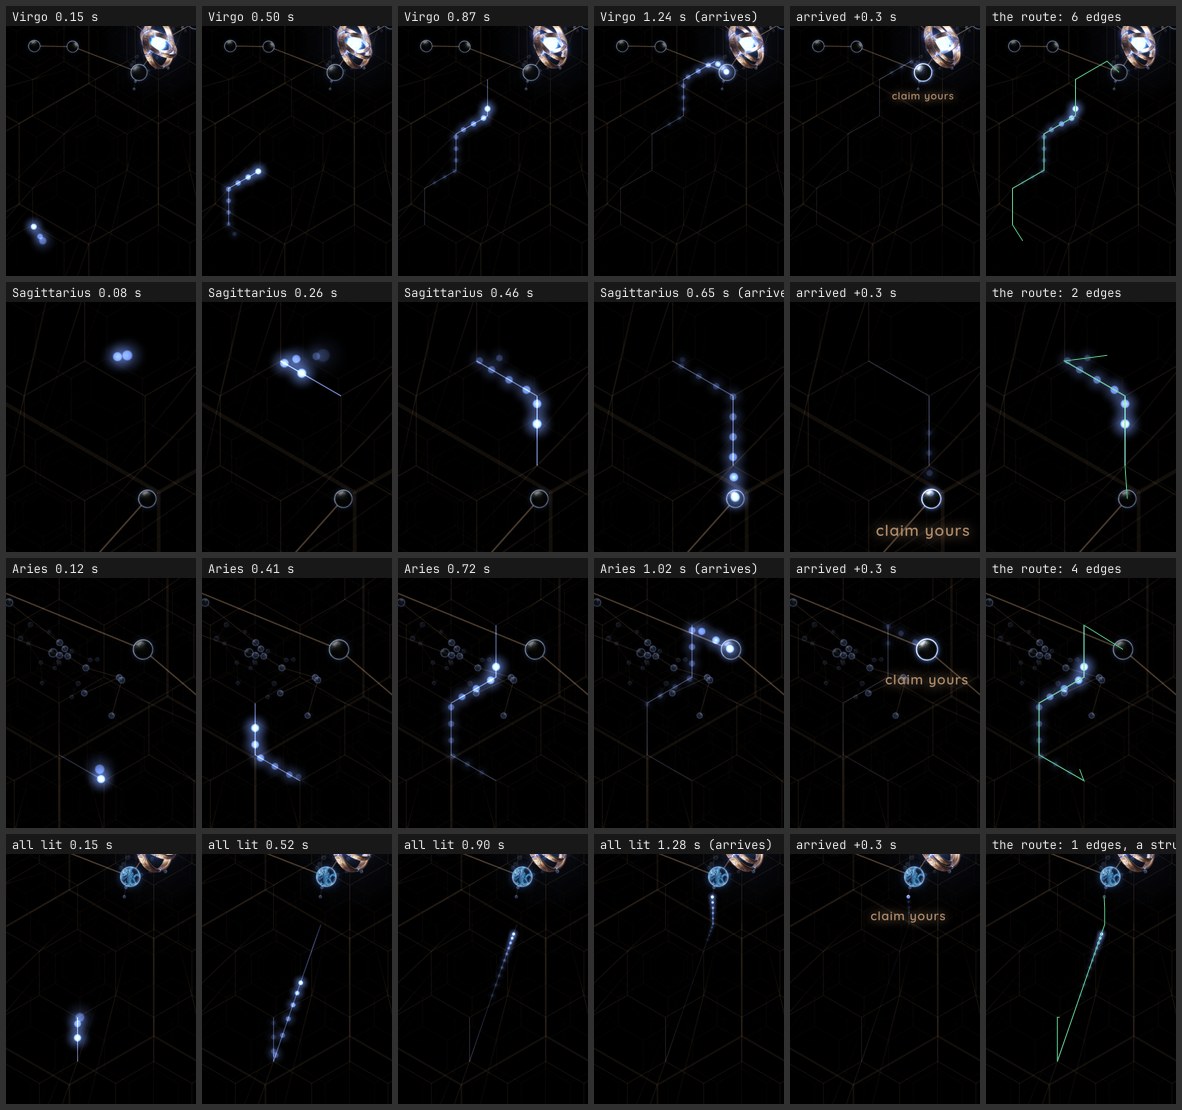 Virgo 0.15 s
Virgo 0.50 s
Virgo 0.87 s
Virgo 1.24 s (arrives)
arrived +0.3 s
the route: 6 edges
claim yours
Sagittarius 0.08 s
Sagittarius 0.26 s
Sagittarius 0.46 s
Sagittarius 0.65 s (arrive
arrived +0.3 s
the route: 2 edges
claim yours
Aries 0.12 s
Aries 0.41 s
Aries 0.72 s
Aries 1.02 s (arrives)
arrived +0.3 s
the route: 4 edges
claim yours
all lit 0.15 s
all lit 0.52 s
all lit 0.90 s
all lit 1.28 s (arrives)
arrived +0.3 s
the route: 1 edges, a stru
claim yours